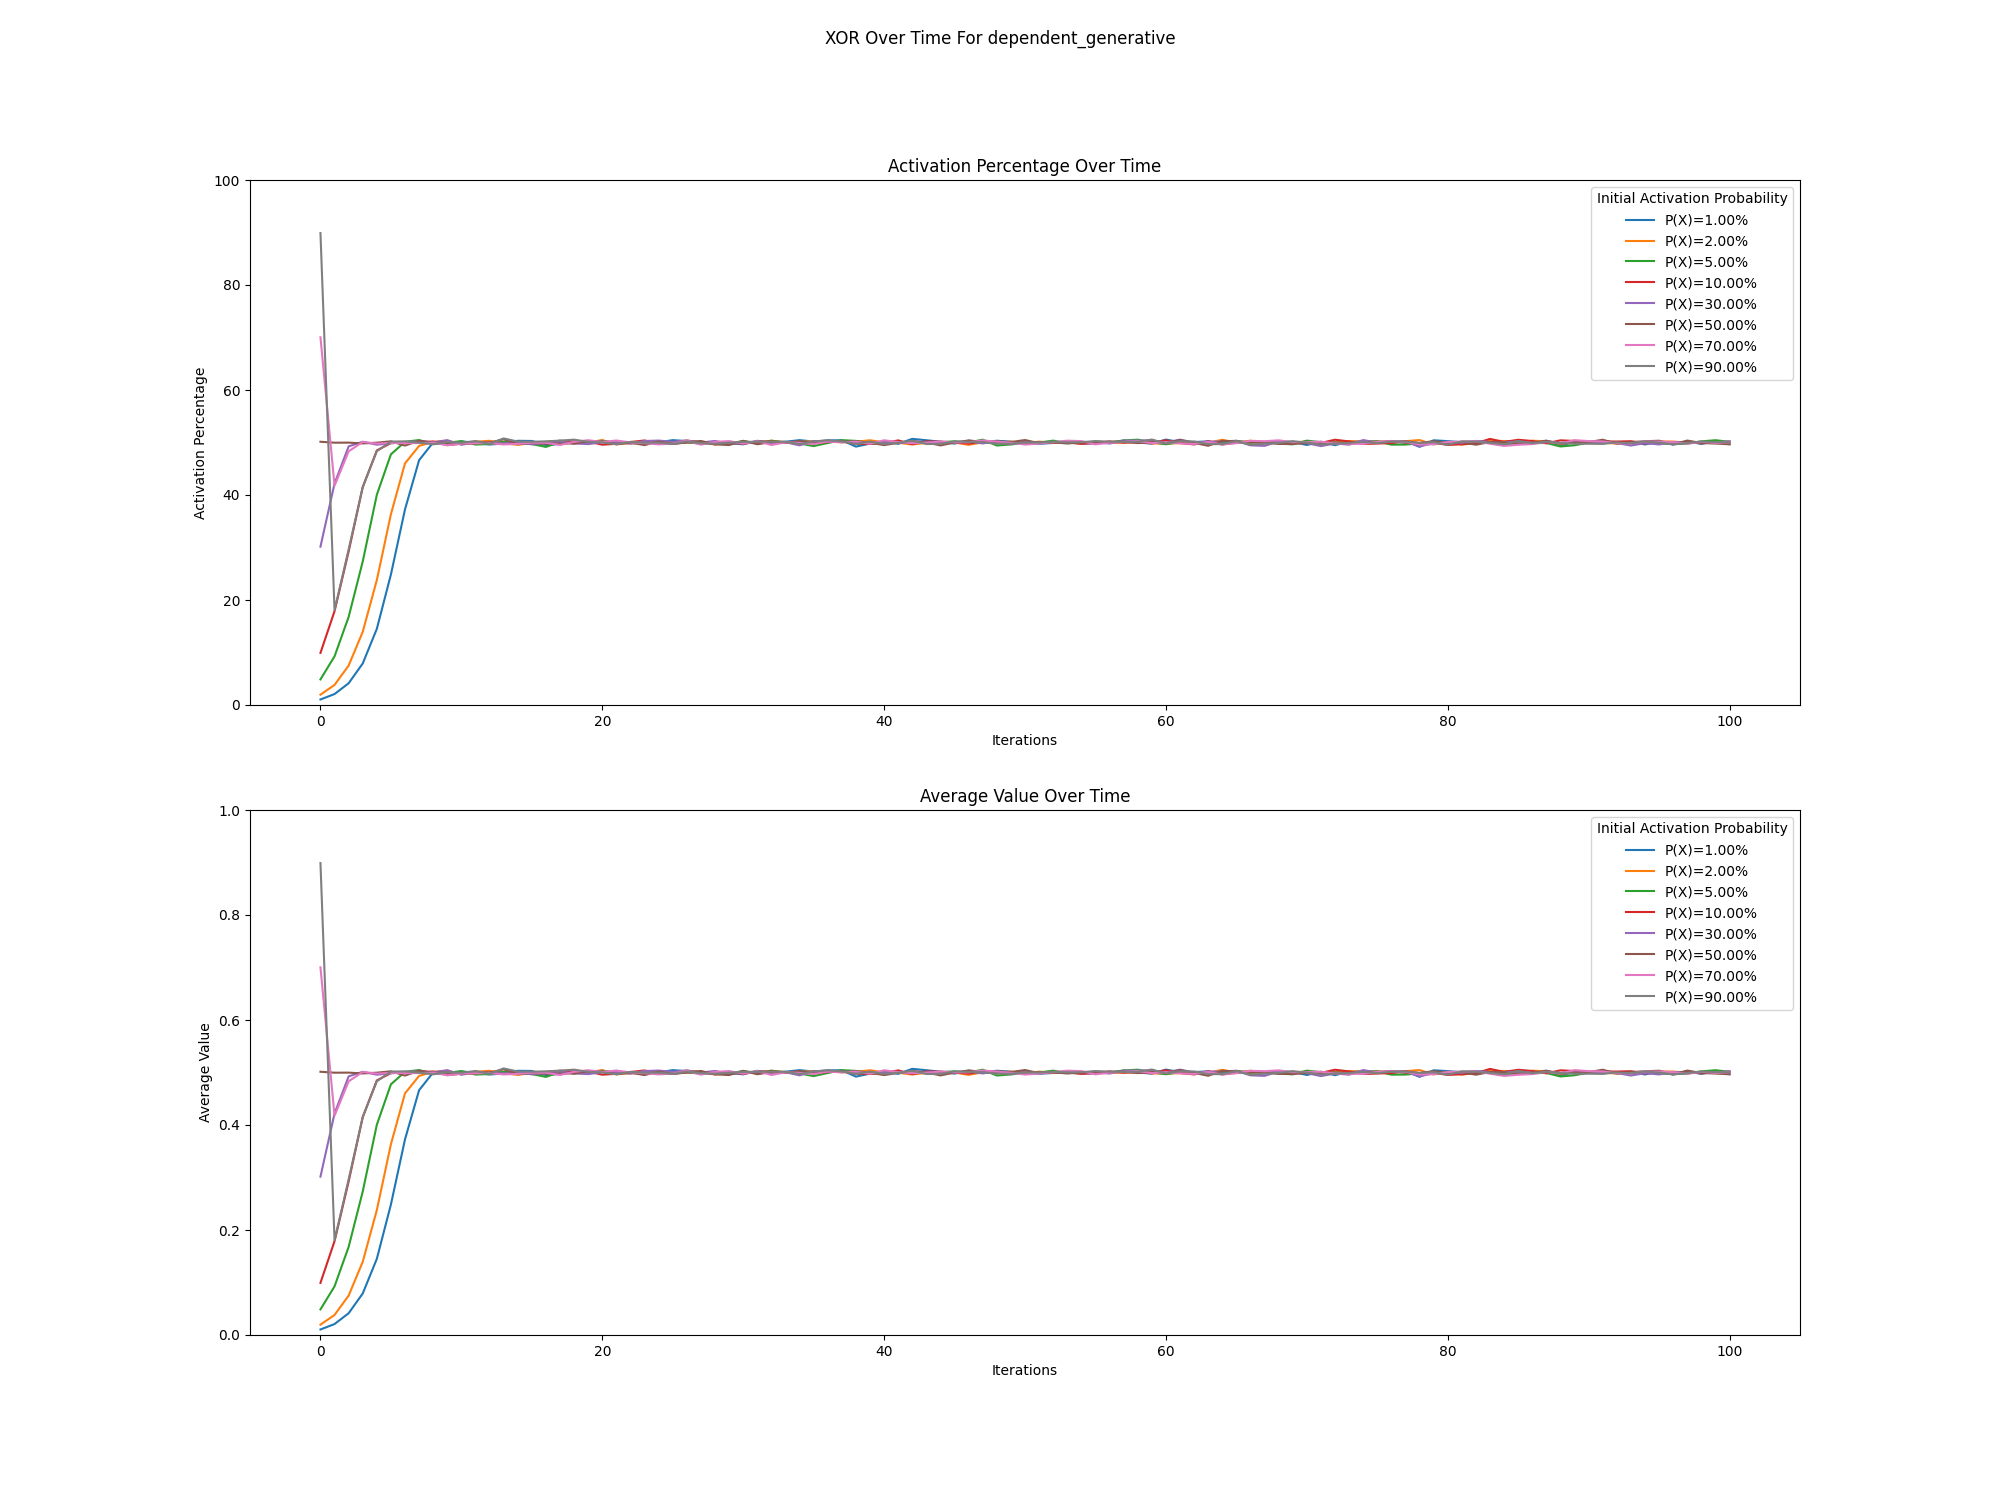 XOR Over Time For dependent_generative
Activation Percentage Over Time
100
80
60
40
20
0
Activation Percentage
0 20 40 60 80 100
Iterations
Initial Activation Probability
P(X)=1.00%
P(X)=2.00%
P(X)=5.00%
P(X)=10.00%
P(X)=30.00%
P(X)=50.00%
P(X)=70.00%
P(X)=90.00%
Average Value Over Time
1.0
0.8
0.6
0.4
0.2
0.0
Average Value
0 20 40 60 80 100
Iterations
Initial Activation Probability
P(X)=1.00%
P(X)=2.00%
P(X)=5.00%
P(X)=10.00%
P(X)=30.00%
P(X)=50.00%
P(X)=70.00%
P(X)=90.00%